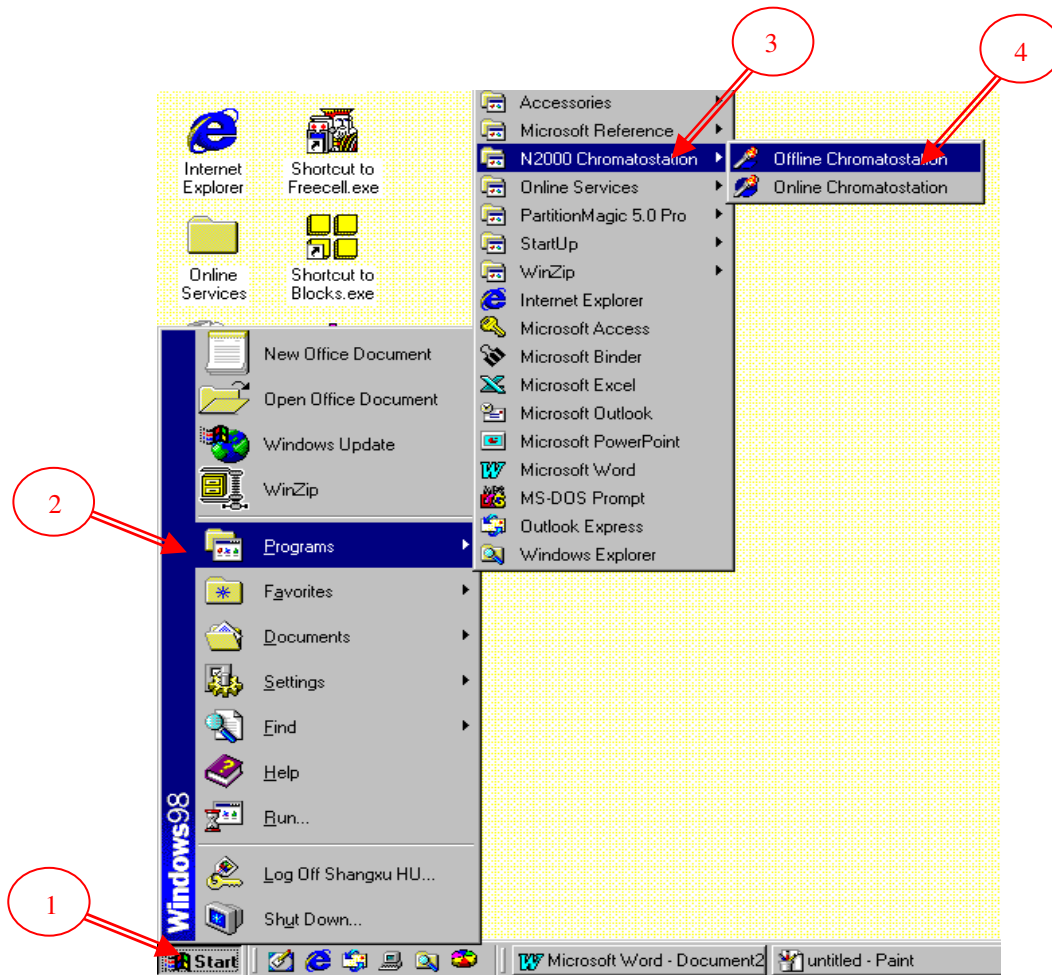 3
4
Internet
Explorer
Shortcut to
Freecell.exe
Online
Services
Shortcut to
Blocks.exe
Accessories
Microsoft Reference
N2000 Chromatostation
Online Services
PartitionMagic 5.0 Pro
StartUp
WinZip
Internet Explorer
Microsoft Access
Microsoft Binder
Microsoft Excel
Microsoft Outlook
Microsoft PowerPoint
Microsoft Word
MS-DOS Prompt
Outlook Express
Windows Explorer
Offline Chromatostation
Online Chromatostation
New Office Document
Open Office Document
Windows Update
WinZip
2
Programs
Favorites
Documents
Settings
Find
Help
Run...
Log Off Shangxu HU...
Shut Down...
Windows98
1
Start
Microsoft Word - Document2
untitled - Paint